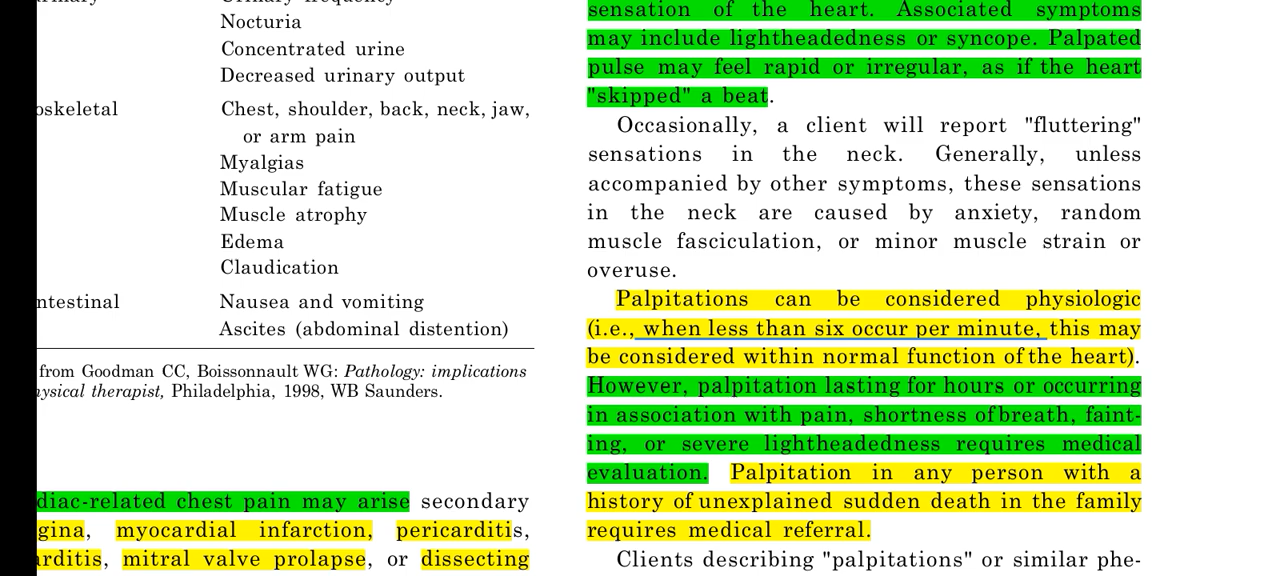 Nocturia
Concentrated urine
Decreased urinary output
oskeletal Chest, shoulder, back, neck, jaw,
or arm pain
Myalgias
Muscular fatigue
Muscle atrophy
Edema
Claudication
ntestinal Nausea and vomiting
Ascites (abdominal distention)
from Goodman CC, Boissonnault WG: Pathology: implications
ysical therapist, Philadelphia, 1998, WB Saunders.
diac-related chest pain may arise secondary
gina, myocardial infarction, pericarditis,
arditis, mitral valve prolapse, or dissecting
sensation of the heart. Associated symptoms
may include lightheadedness or syncope. Palpated
pulse may feel rapid or irregular, as if the heart
"skipped" a beat.
Occasionally, a client will report "fluttering"
sensations in the neck. Generally, unless
accompanied by other symptoms, these sensations
in the neck are caused by anxiety, random
muscle fasciculation, or minor muscle strain or
overuse.
Palpitations can be considered physiologic
(i.e., when less than six occur per minute, this may
be considered within normal function of the heart).
However, palpitation lasting for hours or occurring
in association with pain, shortness of breath, faint-
ing, or severe lightheadedness requires medical
evaluation. Palpitation in any person with a
history of unexplained sudden death in the family
requires medical referral.
Clients describing "palpitations" or similar phe-